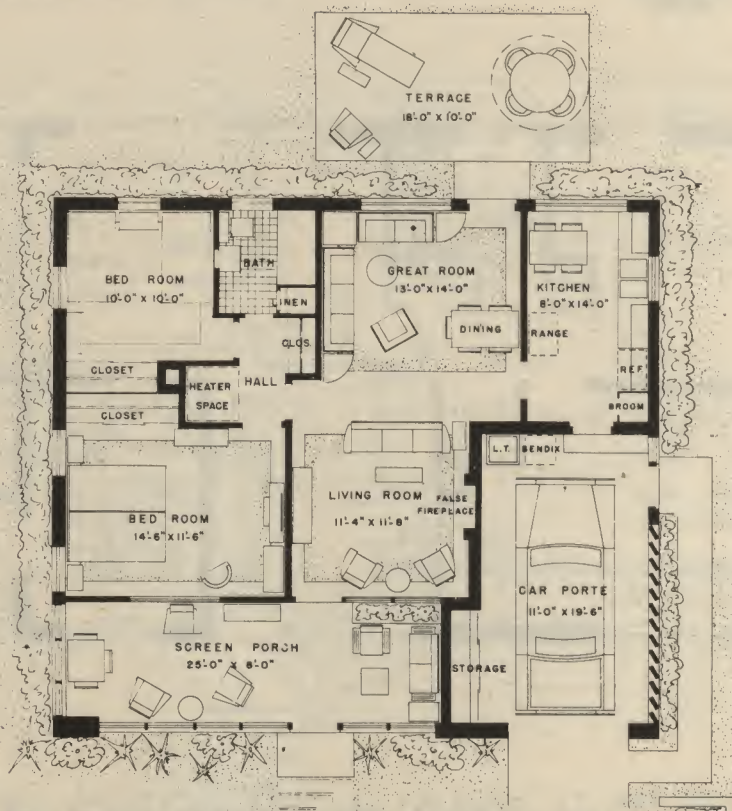 TERRACE
18'-0" X 10'-0"
BED ROOM
10'-0" X 10'-0"
BATH
LINEN
GREAT ROOM
13'-0" X 14'-0"
DINING
KITCHEN
8'-0" X 14'-0"
RANGE
REF
BROOM
CLOS.
CLOSET
HEATER
SPACE
HALL
CLOSET
L.T.
BENDIX
BED ROOM
14'-6" X 11'-6"
LIVING ROOM
11'-4" X 11'-8"
FALSE
FIREPLACE
CAR PORTE
11'-0" X 19'-6"
SCREEN PORCH
25'-0" X 8'-0"
STORAGE